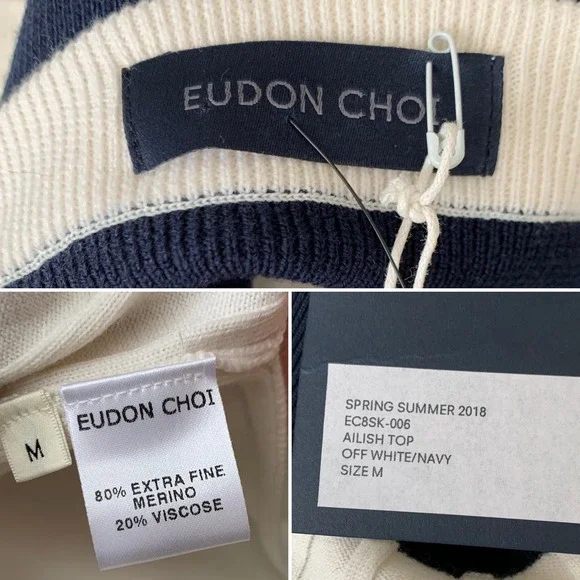 EUDON CHOI
M
EUDON CHOI
80% EXTRA FINE
MERINO
20% VISCOSE
SPRING SUMMER 2018
EC8SK-006
AILISH TOP
OFF WHITE/NAVY
SIZE M